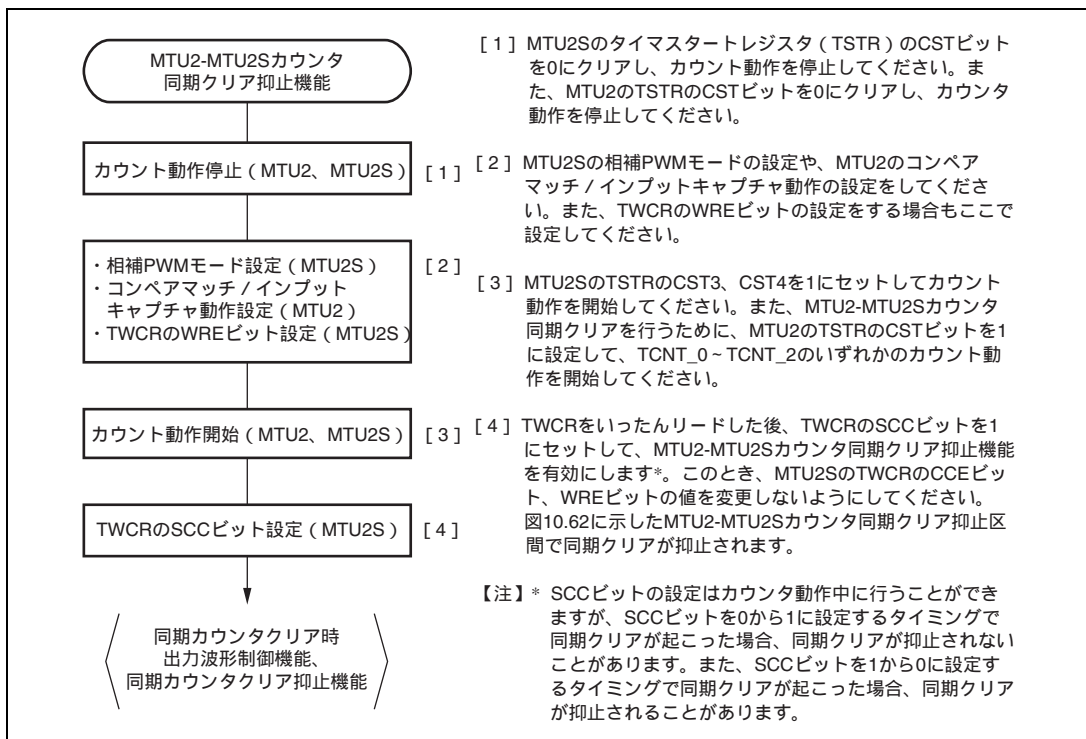 MTU2-MTU2Sカウンタ
同期クリア抑止機能
カウント動作停止（MTU2、MTU2S）
[1]
・相補PWMモード設定（MTU2S）
・コンペアマッチ / インプット
キャプチャ動作設定（MTU2）
・TWCRのWREビット設定（MTU2S）
[2]
カウント動作開始（MTU2、MTU2S）
[3]
TWCRのSCCビット設定（MTU2S）
[4]
同期カウンタクリア時
出力波形制御機能、
同期カウンタクリア抑止機能
[1] MTU2Sのタイマスタートレジスタ（TSTR）のCSTビット
を0にクリアし、カウント動作を停止してください。ま
た、MTU2のTSTRのCSTビットを0にクリアし、カウンタ
動作を停止してください。
[2] MTU2Sの相補PWMモードの設定や、MTU2のコンペア
マッチ / インプットキャプチャ動作の設定をしてくださ
い。また、TWCRのWREビットの設定をする場合もここで
設定してください。
[3] MTU2SのTSTRのCST3、CST4を1にセットしてカウント
動作を開始してください。また、MTU2-MTU2Sカウンタ
同期クリアを行うために、MTU2のTSTRのCSTビットを1
に設定して、TCNT_0~TCNT_2のいずれかのカウント動
作を開始してください。
[4] TWCRをいったんリードした後、TWCRのSCCビットを1
にセットして、MTU2-MTU2Sカウンタ同期クリア抑止機能
を有効にします*。このとき、MTU2SのTWCRのCCEビッ
ト、WREビットの値を変更しないようにしてください。
図10.62に示したMTU2-MTU2Sカウンタ同期クリア抑止区
間で同期クリアが抑止されます。
【注】* SCCビットの設定はカウンタ動作中に行うことができ
ますが、SCCビットを0から1に設定するタイミングで
同期クリアが起こった場合、同期クリアが抑止されない
ことがあります。また、SCCビットを1から0に設定す
るタイミングで同期クリアが起こった場合、同期クリア
が抑止されることがあります。